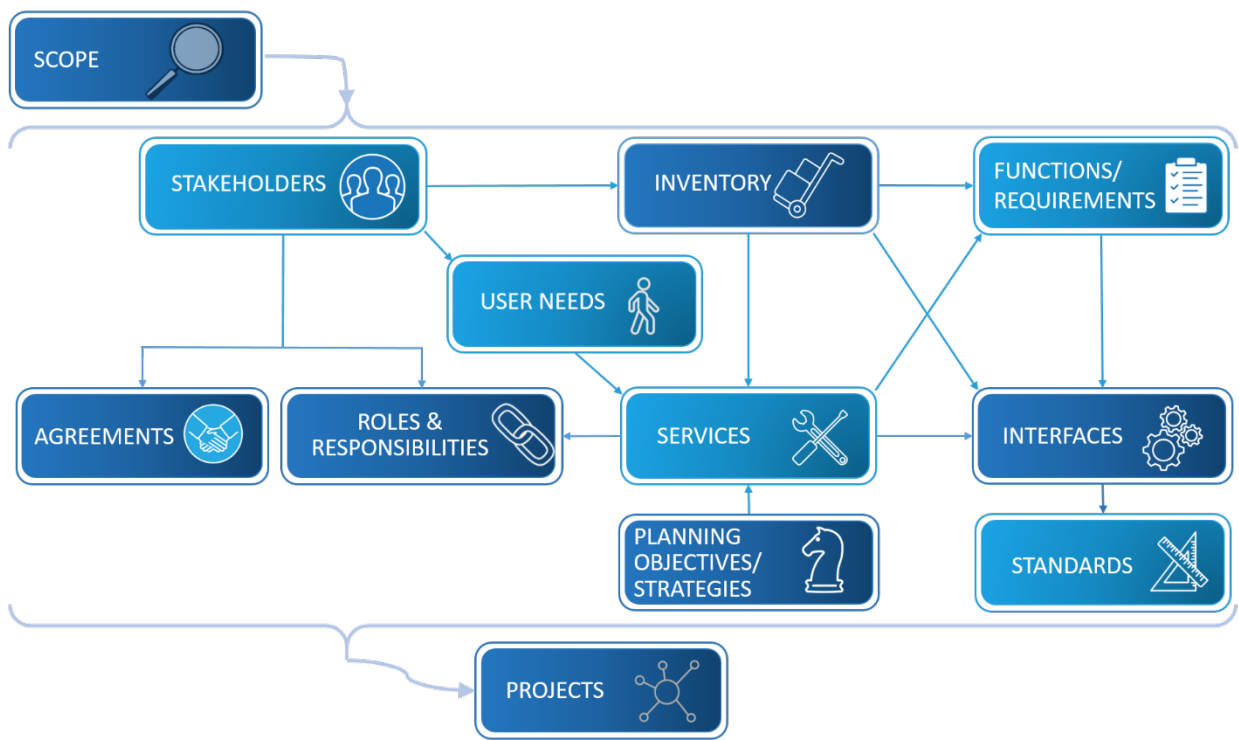 SCOPE
STAKEHOLDERS
INVENTORY
FUNCTIONS/
REQUIREMENTS
USER NEEDS
AGREEMENTS
ROLES &
RESPONSIBILITIES
SERVICES
INTERFACES
PLANNING
OBJECTIVES/
STRATEGIES
STANDARDS
PROJECTS